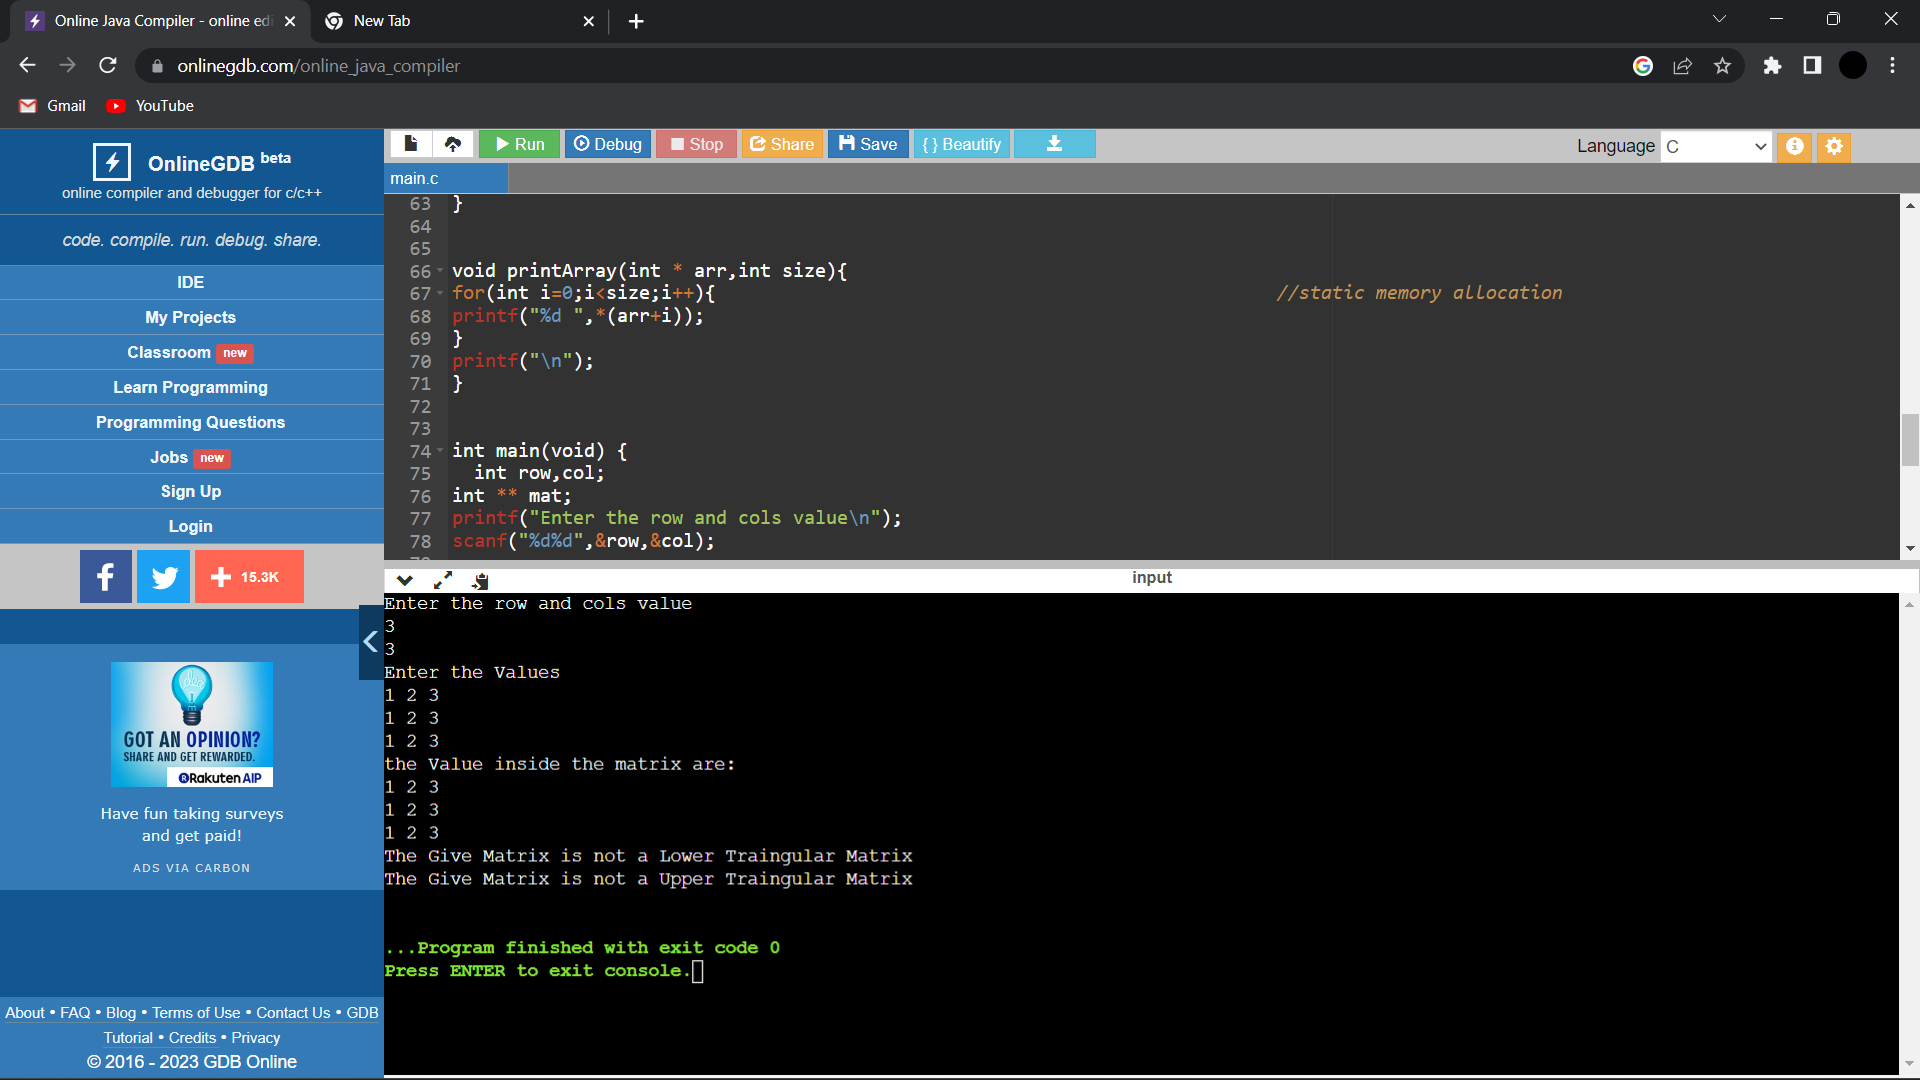 Online Java Compiler - online edi
New Tab
onlinegdb.com/online_java_compiler
Gmail
YouTube
OnlineGDB beta
online compiler and debugger for c/c++
code. compile. run. debug. share.
IDE
My Projects
Classroom new
Learn Programming
Programming Questions
Jobs new
Sign Up
Login
15.3K
GOT AN OPINION?
SHARE AND GET REWARDED.
Rakuten AIP
Have fun taking surveys
and get paid!
ADS VIA CARBON
About • FAQ • Blog • Terms of Use • Contact Us • GDB
Tutorial • Credits • Privacy
© 2016 - 2023 GDB Online
Run Debug Stop Share Save { } Beautify
Language C
main.c
63 }
64
65
66 void printArray(int * arr,int size){
67 for(int i=0;i<size;i++){ //static memory allocation
68 printf("%d ",*(arr+i));
69 }
70 printf("\n");
71 }
72
73
74 int main(void) {
75 int row,col;
76 int ** mat;
77 printf("Enter the row and cols value\n");
78 scanf("%d%d",&row,&col);
input
Enter the row and cols value
3
3
Enter the Values
1 2 3
1 2 3
1 2 3
the Value inside the matrix are:
1 2 3
1 2 3
1 2 3
The Give Matrix is not a Lower Traingular Matrix
The Give Matrix is not a Upper Traingular Matrix
...Program finished with exit code 0
Press ENTER to exit console.